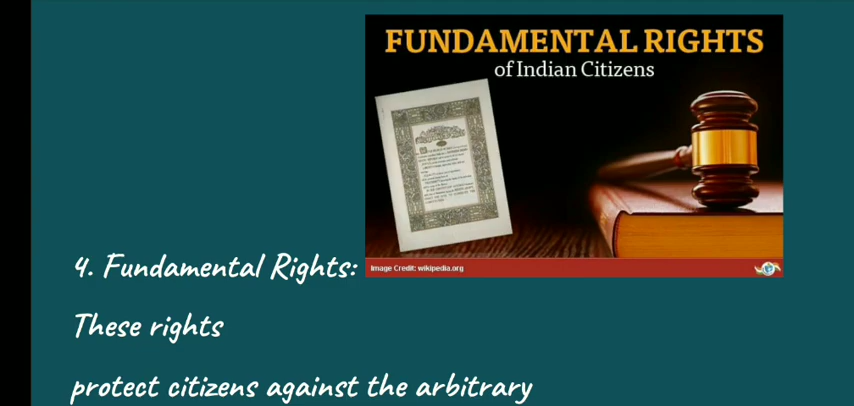 FUNDAMENTAL RIGHTS
of Indian Citizens
Image Credit: wikipedia.org
4. Fundamental Rights:
These rights
protect citizens against the arbitrary